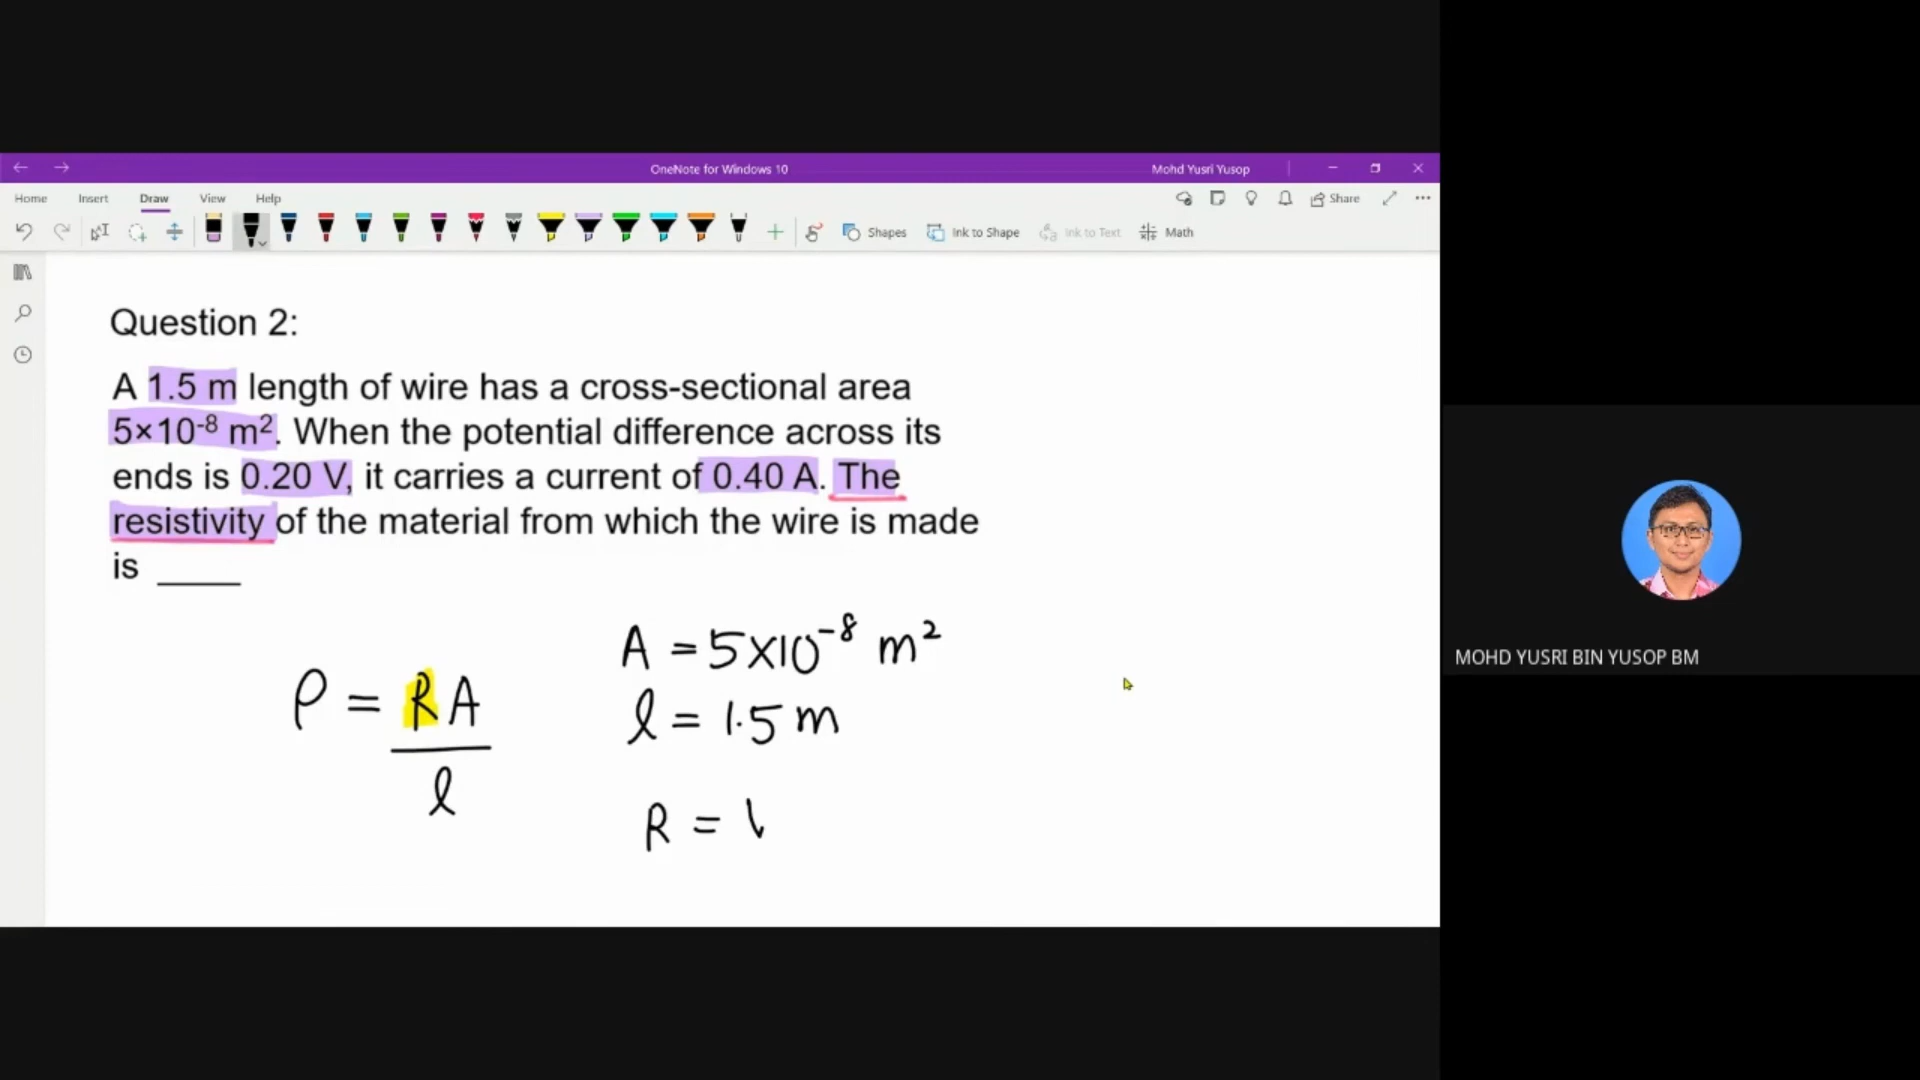 OneNote for Windows 10
Mohd Yusri Yusop
Home Insert Draw View Help
Share
Shapes Ink to Shape Ink to Text Math
Question 2:
A 1.5 m length of wire has a cross-sectional area
5×10⁻⁸ m². When the potential difference across its
ends is 0.20 V, it carries a current of 0.40 A. The
resistivity of the material from which the wire is made
is ____
A = 5×10⁻⁸ m²
ρ = RA
l
l = 1.5 m
R =
MOHD YUSRI BIN YUSOP BM